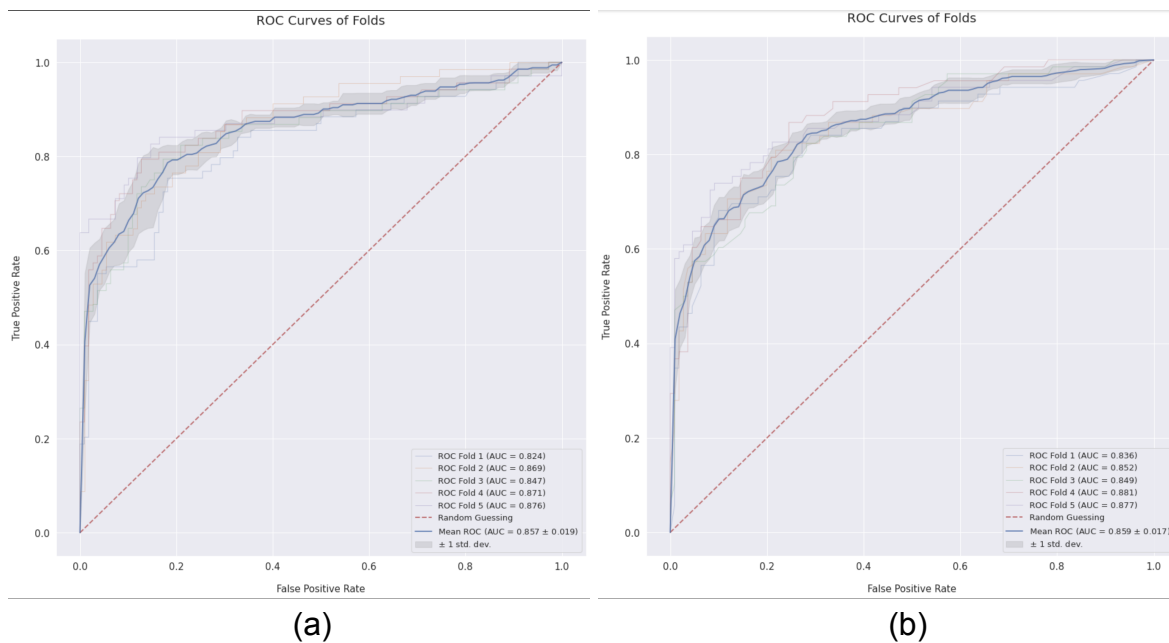 ROC Curves of Folds
1.0
0.8
0.6
0.4
0.2
0.0
True Positive Rate
ROC Fold 1 (AUC = 0.824)
ROC Fold 2 (AUC = 0.869)
ROC Fold 3 (AUC = 0.847)
ROC Fold 4 (AUC = 0.871)
ROC Fold 5 (AUC = 0.876)
Random Guessing
Mean ROC (AUC = 0.857 ± 0.019)
± 1 std. dev.
0.0 0.2 0.4 0.6 0.8 1.0
False Positive Rate
(a)
ROC Curves of Folds
1.0
0.8
0.6
0.4
0.2
0.0
True Positive Rate
ROC Fold 1 (AUC = 0.836)
ROC Fold 2 (AUC = 0.852)
ROC Fold 3 (AUC = 0.849)
ROC Fold 4 (AUC = 0.881)
ROC Fold 5 (AUC = 0.877)
Random Guessing
Mean ROC (AUC = 0.859 ± 0.017)
± 1 std. dev.
0.0 0.2 0.4 0.6 0.8 1.0
False Positive Rate
(b)